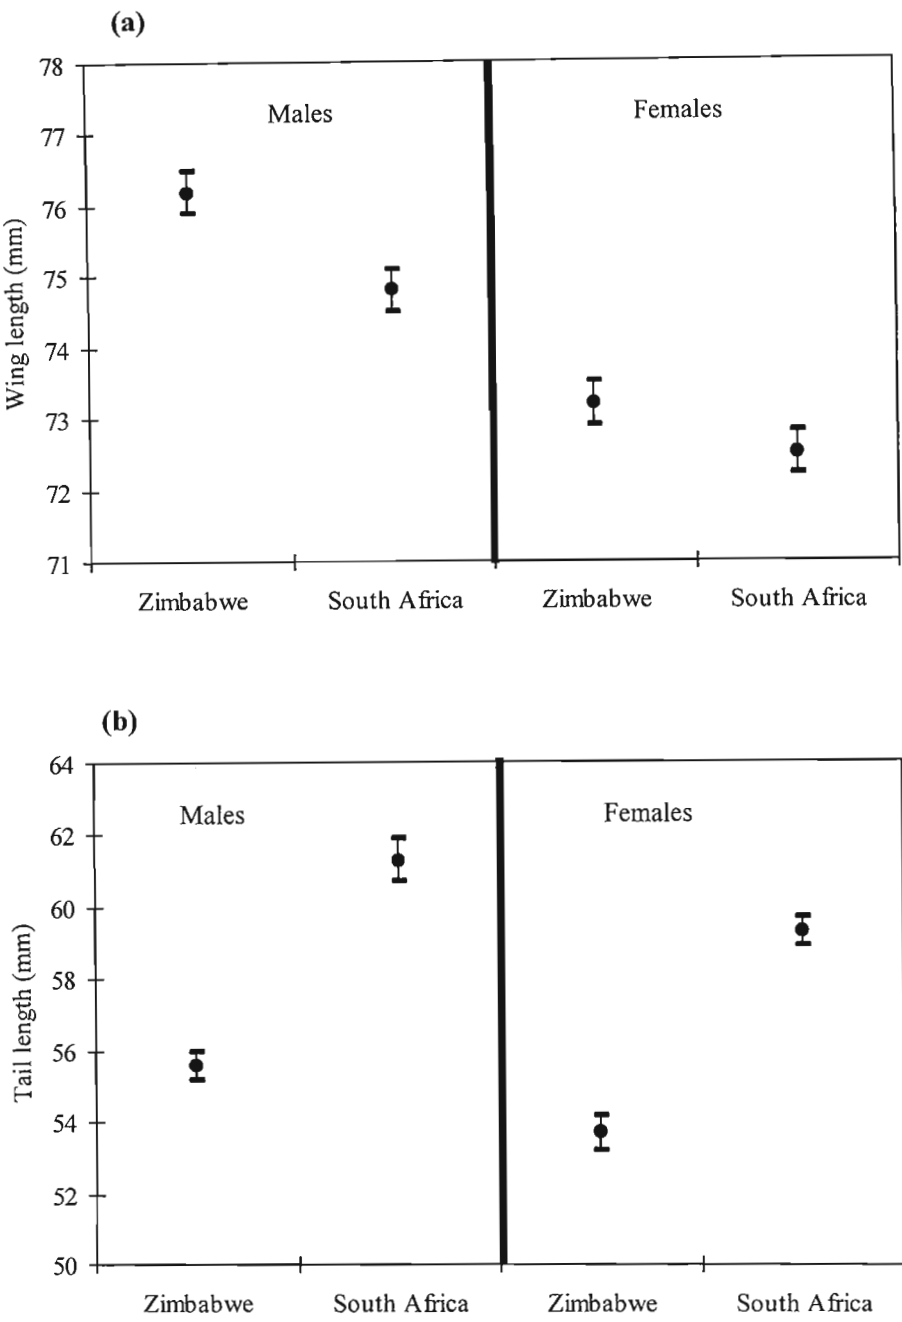 (a)
78
77
76
75
74
73
72
71
Wing length (mm)
Males
Females
Zimbabwe South Africa Zimbabwe South Africa
(b)
64
62
60
58
56
54
52
50
Tail length (mm)
Males
Females
Zimbabwe South Africa Zimbabwe South Africa